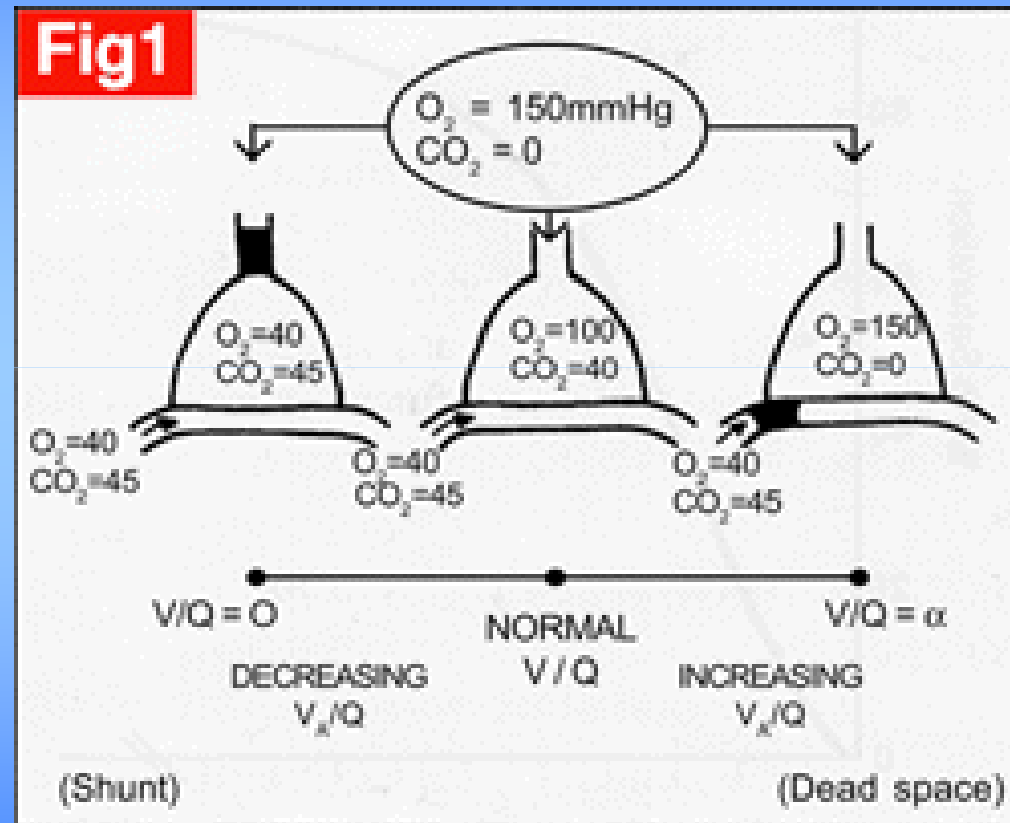 Fig1
O₂ = 150mmHg
CO₂ = 0
O₂=40
CO₂=45
O₂=100
CO₂=40
O₂=150
CO₂=0
O₂=40
CO₂=45
O₂=40
CO₂=45
O₂=40
CO₂=45
V/Q = O
NORMAL
V / Q
V/Q = α
DECREASING
Vₐ/Q
INCREASING
Vₐ/Q
(Shunt)
(Dead space)